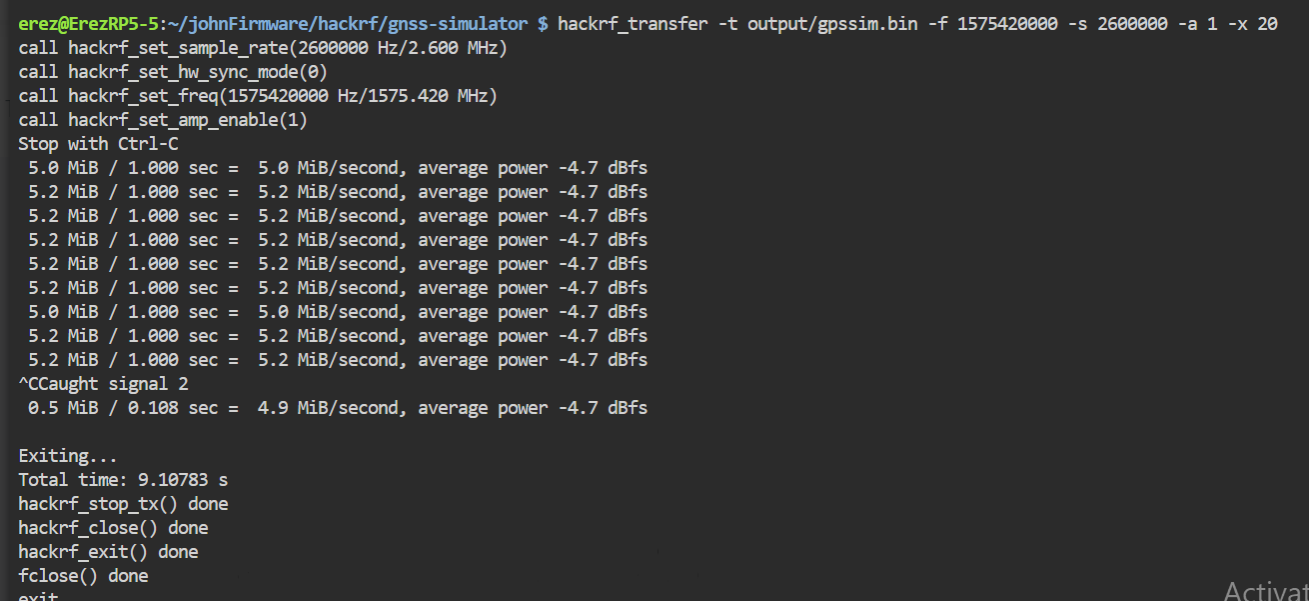 erez@ErezRP5-5:~/johnFirmware/hackrf/gnss-simulator $ hackrf_transfer -t output/gpssim.bin -f 1575420000 -s 2600000 -a 1 -x 20
call hackrf_set_sample_rate(2600000 Hz/2.600 MHz)
call hackrf_set_hw_sync_mode(0)
call hackrf_set_freq(1575420000 Hz/1575.420 MHz)
call hackrf_set_amp_enable(1)
Stop with Ctrl-C
 5.0 MiB / 1.000 sec =  5.0 MiB/second, average power -4.7 dBfs
 5.2 MiB / 1.000 sec =  5.2 MiB/second, average power -4.7 dBfs
 5.2 MiB / 1.000 sec =  5.2 MiB/second, average power -4.7 dBfs
 5.2 MiB / 1.000 sec =  5.2 MiB/second, average power -4.7 dBfs
 5.2 MiB / 1.000 sec =  5.2 MiB/second, average power -4.7 dBfs
 5.2 MiB / 1.000 sec =  5.2 MiB/second, average power -4.7 dBfs
 5.0 MiB / 1.000 sec =  5.0 MiB/second, average power -4.7 dBfs
 5.2 MiB / 1.000 sec =  5.2 MiB/second, average power -4.7 dBfs
 5.2 MiB / 1.000 sec =  5.2 MiB/second, average power -4.7 dBfs
^CCaught signal 2
 0.5 MiB / 0.108 sec =  4.9 MiB/second, average power -4.7 dBfs

Exiting...
Total time: 9.10783 s
hackrf_stop_tx() done
hackrf_close() done
hackrf_exit() done
fclose() done
exit
Activat